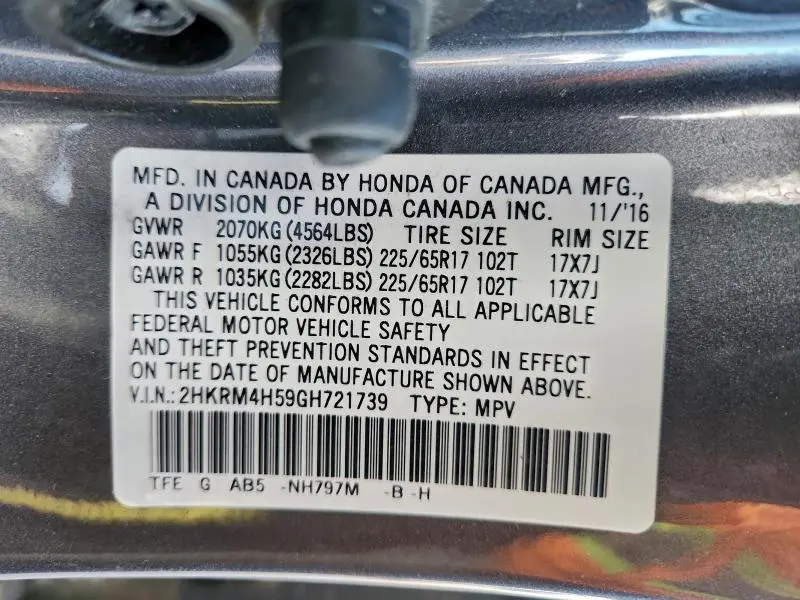 MFD. IN CANADA BY HONDA OF CANADA MFG.,
A DIVISION OF HONDA CANADA INC. 11/'16
GVWR 2070KG(4564LBS) TIRE SIZE RIM SIZE
GAWR F 1055KG(2326LBS) 225/65R17 102T 17X7J
GAWR R 1035KG(2282LBS) 225/65R17 102T 17X7J
THIS VEHICLE CONFORMS TO ALL APPLICABLE
FEDERAL MOTOR VEHICLE SAFETY
AND THEFT PREVENTION STANDARDS IN EFFECT
ON THE DATE OF MANUFACTURE SHOWN ABOVE.
V.I.N.: 2HKRM4H59GH721739 TYPE: MPV
TFE G AB5 -NH797M -B -H